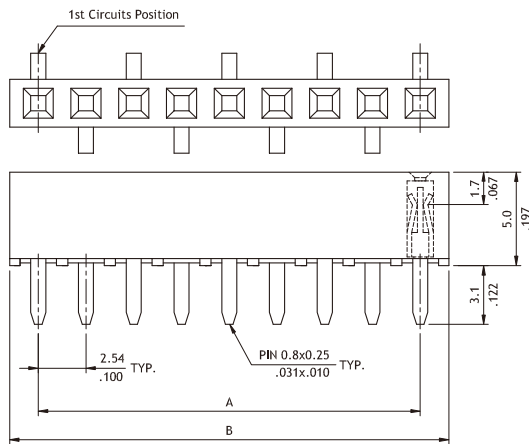 1st Circuits Position
1.7
.067
5.0
.197
3.1
.122
2.54
.100
TYP.
PIN 0.8x0.25
.031x.010
TYP.
A
B